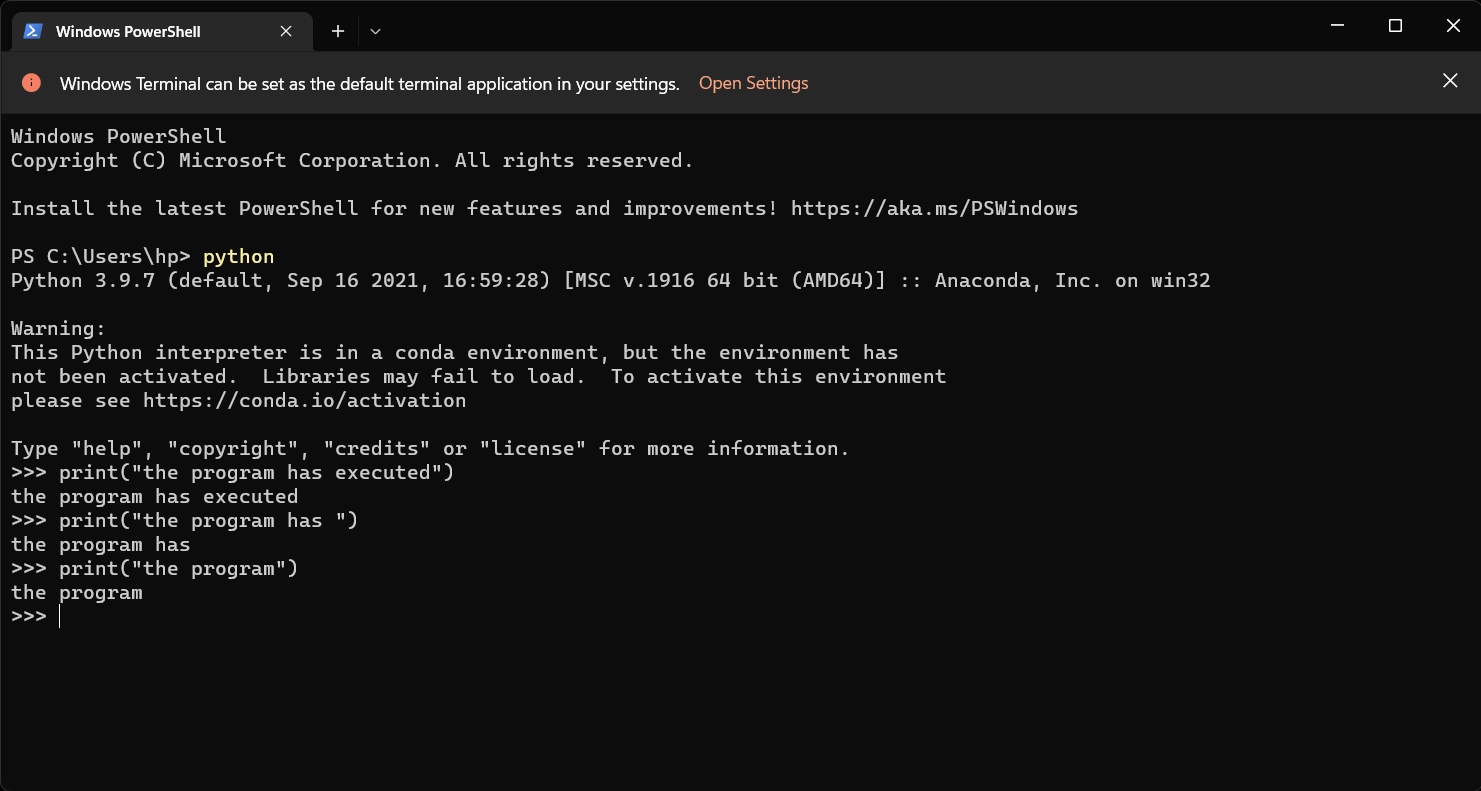 Windows PowerShell
Windows Terminal can be set as the default terminal application in your settings. Open Settings
Windows PowerShell
Copyright (C) Microsoft Corporation. All rights reserved.
Install the latest PowerShell for new features and improvements! https://aka.ms/PSWindows
PS C:\Users\hp> python
Python 3.9.7 (default, Sep 16 2021, 16:59:28) [MSC v.1916 64 bit (AMD64)] :: Anaconda, Inc. on win32
Warning:
This Python interpreter is in a conda environment, but the environment has
not been activated.  Libraries may fail to load.  To activate this environment
please see https://conda.io/activation
Type "help", "copyright", "credits" or "license" for more information.
>>> print("the program has executed")
the program has executed
>>> print("the program has ")
the program has
>>> print("the program")
the program
>>>